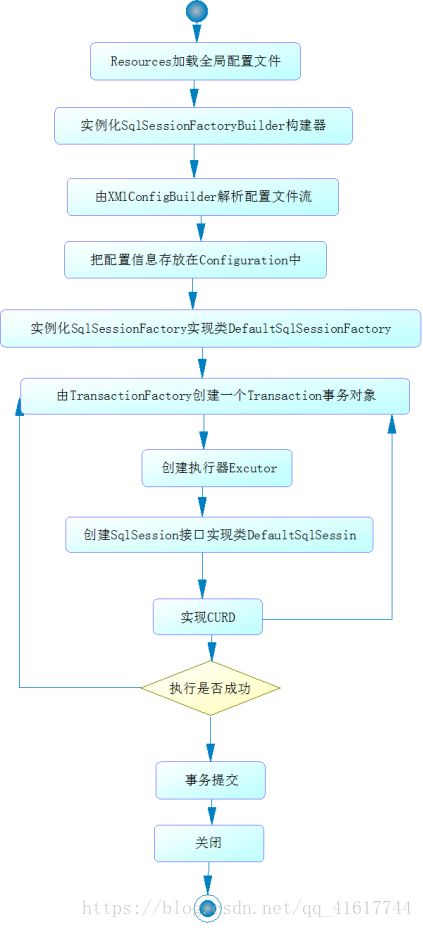 Resources加载全局配置文件
实例化SqlSessionFactoryBuilder构建器
由XMlConfigBuilder解析配置文件流
把配置信息存放在Configuration中
实例化SqlSessionFactory实现类DefaultSqlSessionFactory
由TransactionFactory创建一个Transaction事务对象
创建执行器Excutor
创建SqlSession接口实现类DefaultSqlSessin
实现CURD
执行是否成功
事务提交
关闭
https://blog.csdn.net/qq_41617744